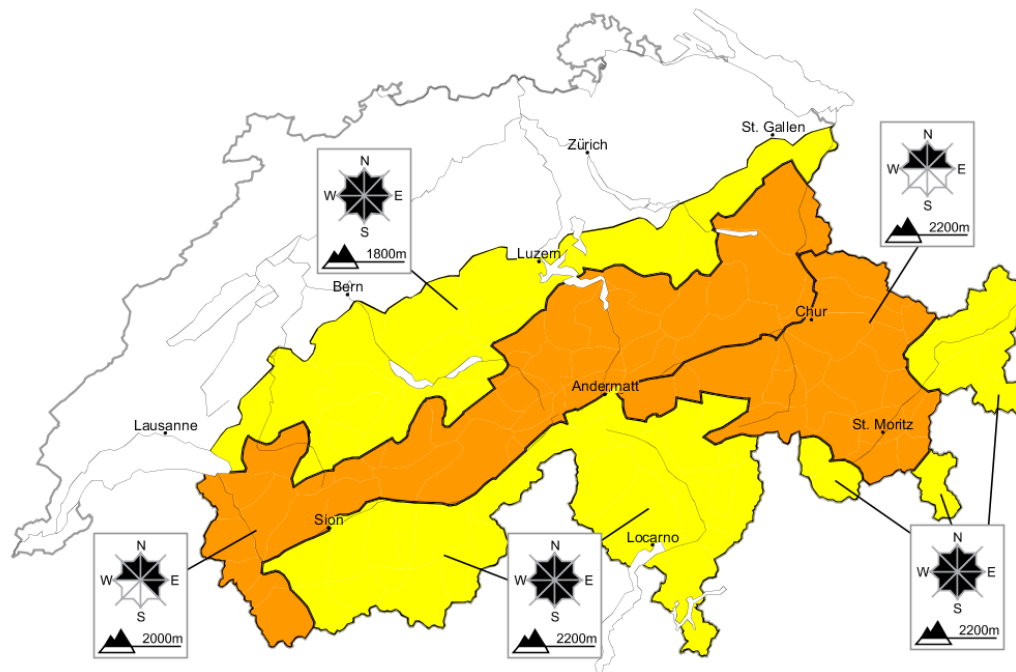 St. Gallen
Zürich
N
W E
S
1800m
N
W E
S
2200m
Luzern
Bern
Chur
Andermatt
Lausanne
St. Moritz
Sion
Locarno
N
W E
S
2000m
N
W E
S
2200m
N
W E
S
2200m